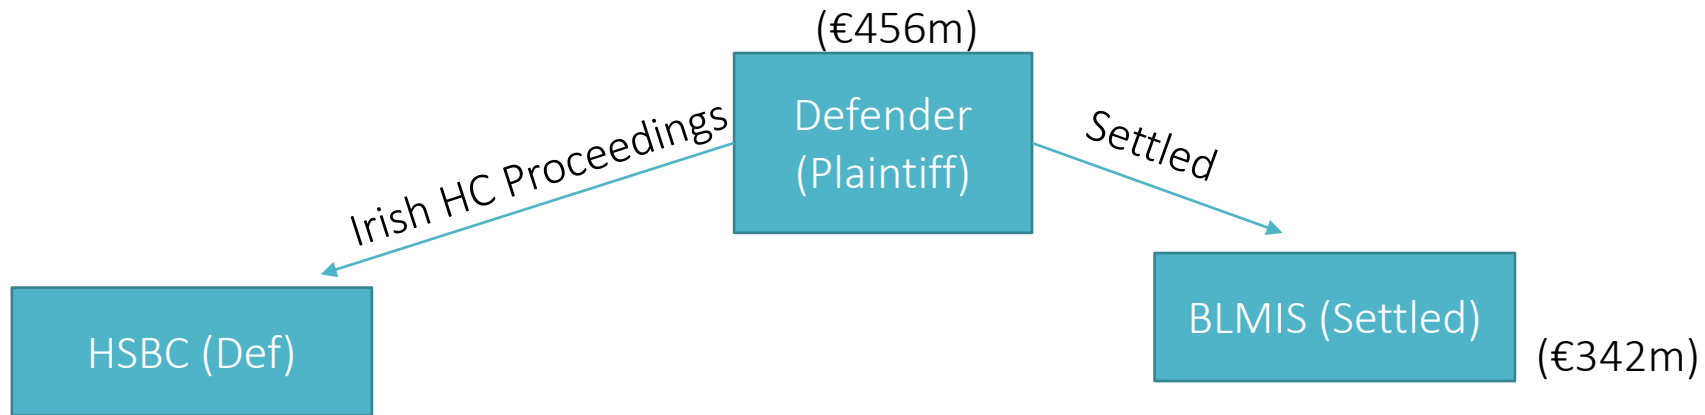 (€456m)
Defender
(Plaintiff)
Irish HC Proceedings
Settled
HSBC (Def)
BLMIS (Settled)
(€342m)